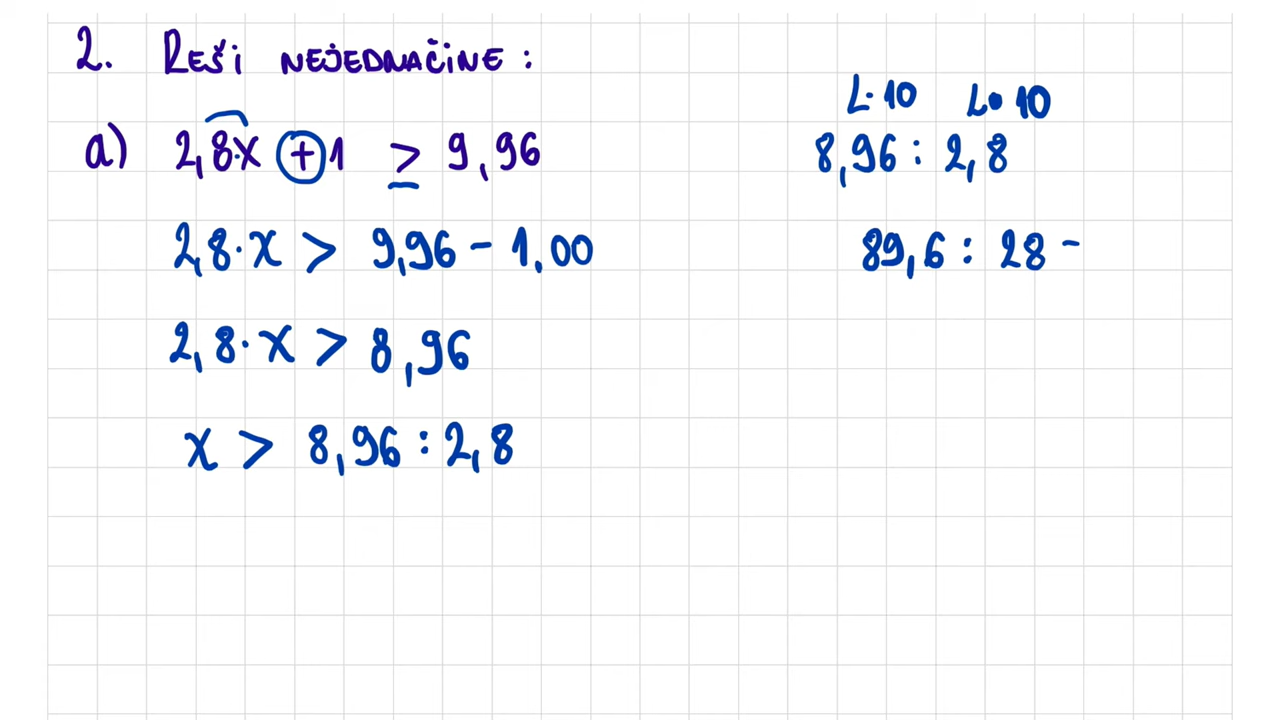 2. REŠI NEJEDNAČINE :
a) 2,8·x + 1 > 9,96
2,8·x > 9,96 - 1,00
2,8·x > 8,96
x > 8,96 : 2,8
·10 ·10
8,96 : 2,8
89,6 : 28 -